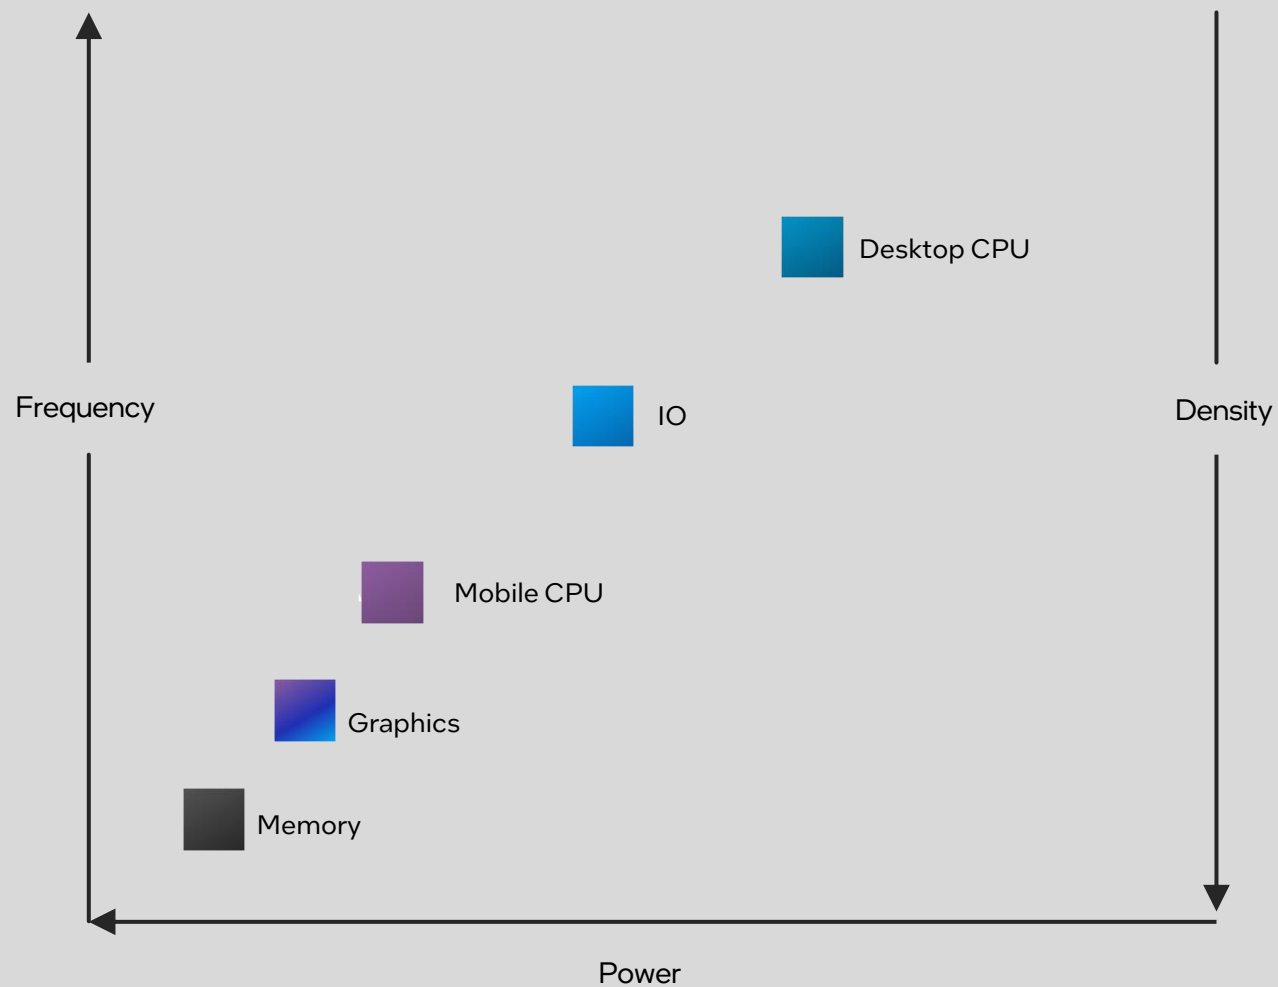 Desktop CPU
Frequency
Density
IO
Mobile CPU
Graphics
Memory
Power